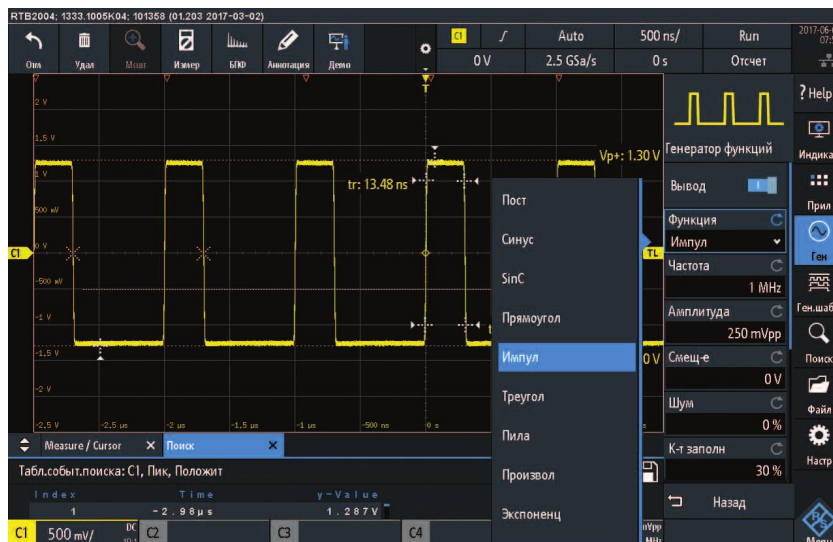 RTB2004; 1333.1005K04; 101358 (01.203 2017-03-02)
Отм Удал Измер БПФ Аннотация Демо
C1 Auto 500 ns/ Run
0 V 2.5 GSa/s 0 s Отсчет
? Help
T
2 V
1.5 V
1 V
500 mV
0 V
-500 mV
-1 V
-1.5 V
-2 V
-2.5 V -2.5 µs -2 µs -1.5 µs -1 µs -500 ns 0 s
C1
TL
Vp+: 1.30 V
tr: 13.48 ns
Пост
Синус
SinC
Прямоугол
Импул
Треугол
Пила
Произвол
Экспоненц
Генератор функций
Вывод
Функция
Импул
Частота
1 MHz
Амплитуда
250 mVpp
Смещ-е
0 V
Шум
0 %
К-т заполн
30 %
Назад
Индика
Прил
Ген
Ген.шаб
Поиск
Файл
Настр
Measure / Cursor X Поиск X
Табл.событ.поиска: C1, Пик, Положит
Index Time y-Value
1 -2.98µs 1.287V
C1 500 mV/ DC C2 C3 C4